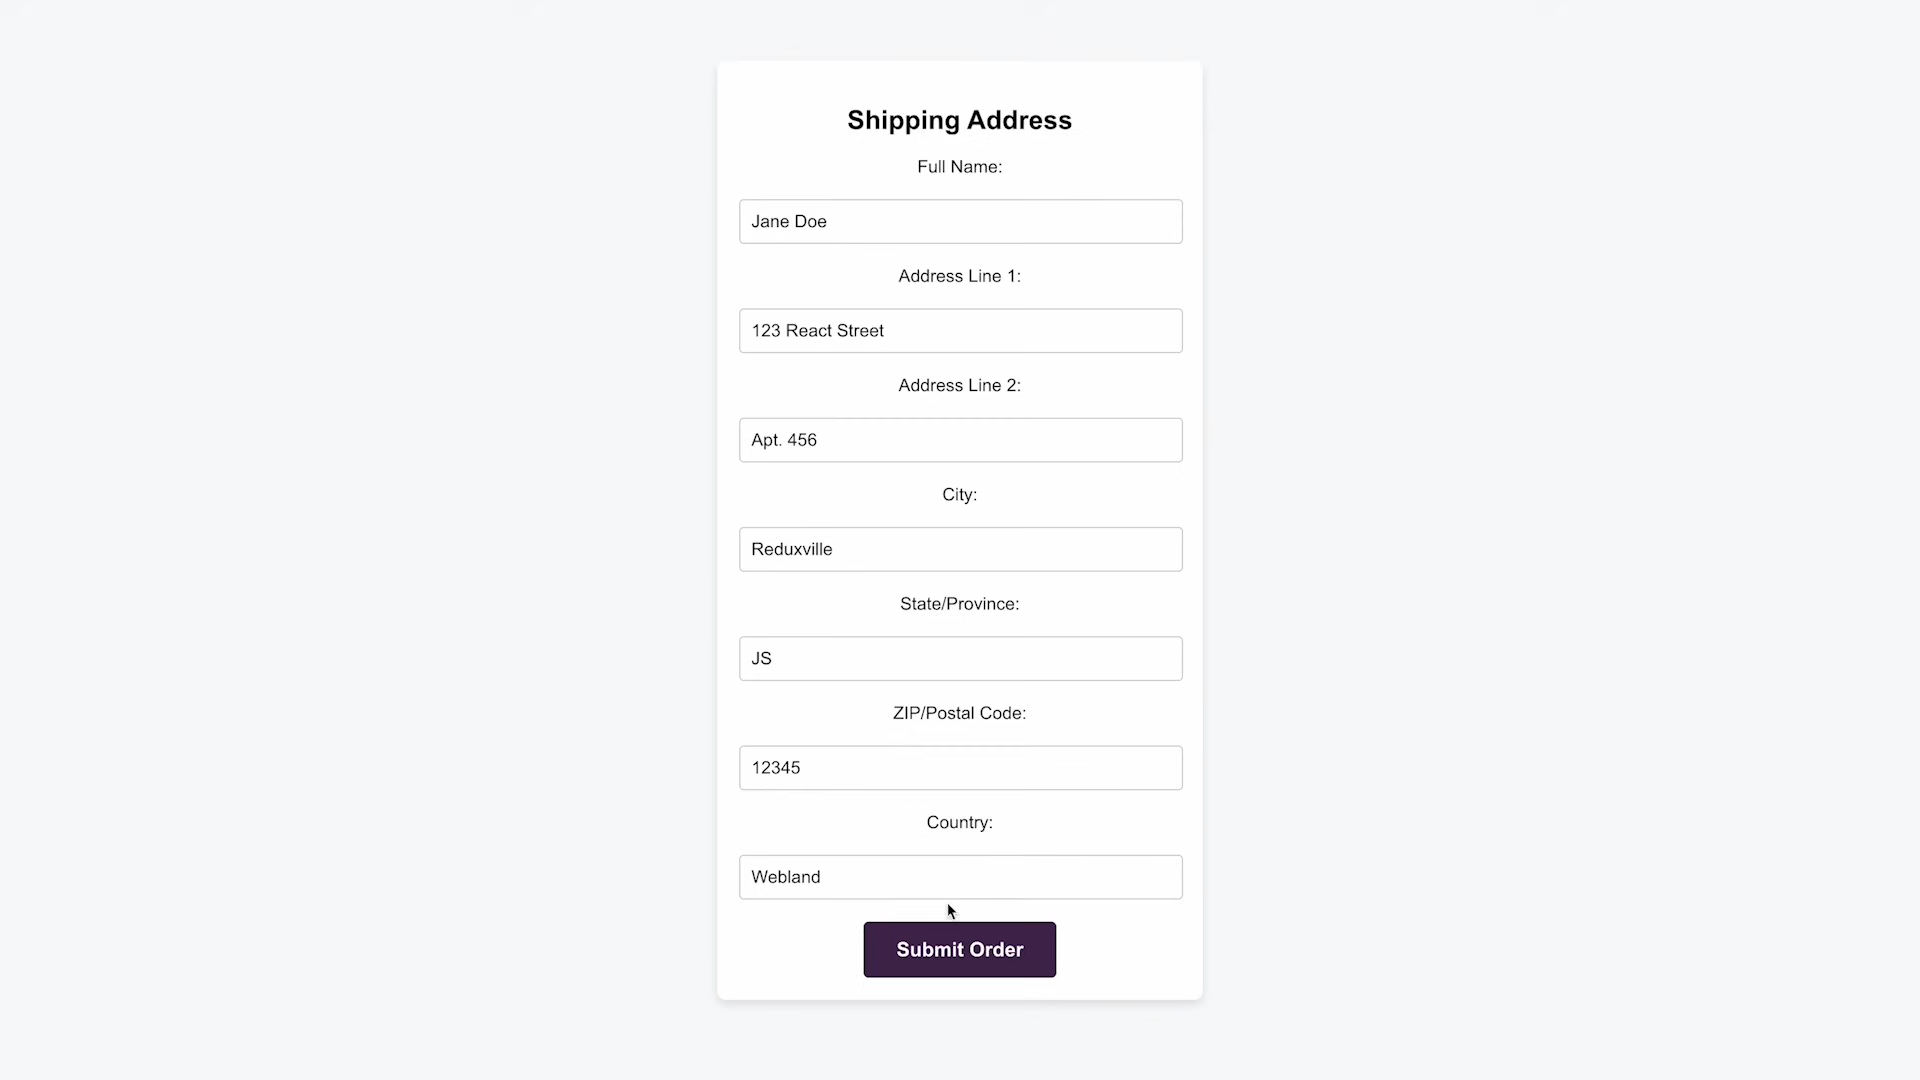 Shipping Address
Full Name:
Jane Doe
Address Line 1:
123 React Street
Address Line 2:
Apt. 456
City:
Reduxville
State/Province:
JS
ZIP/Postal Code:
12345
Country:
Webland
Submit Order